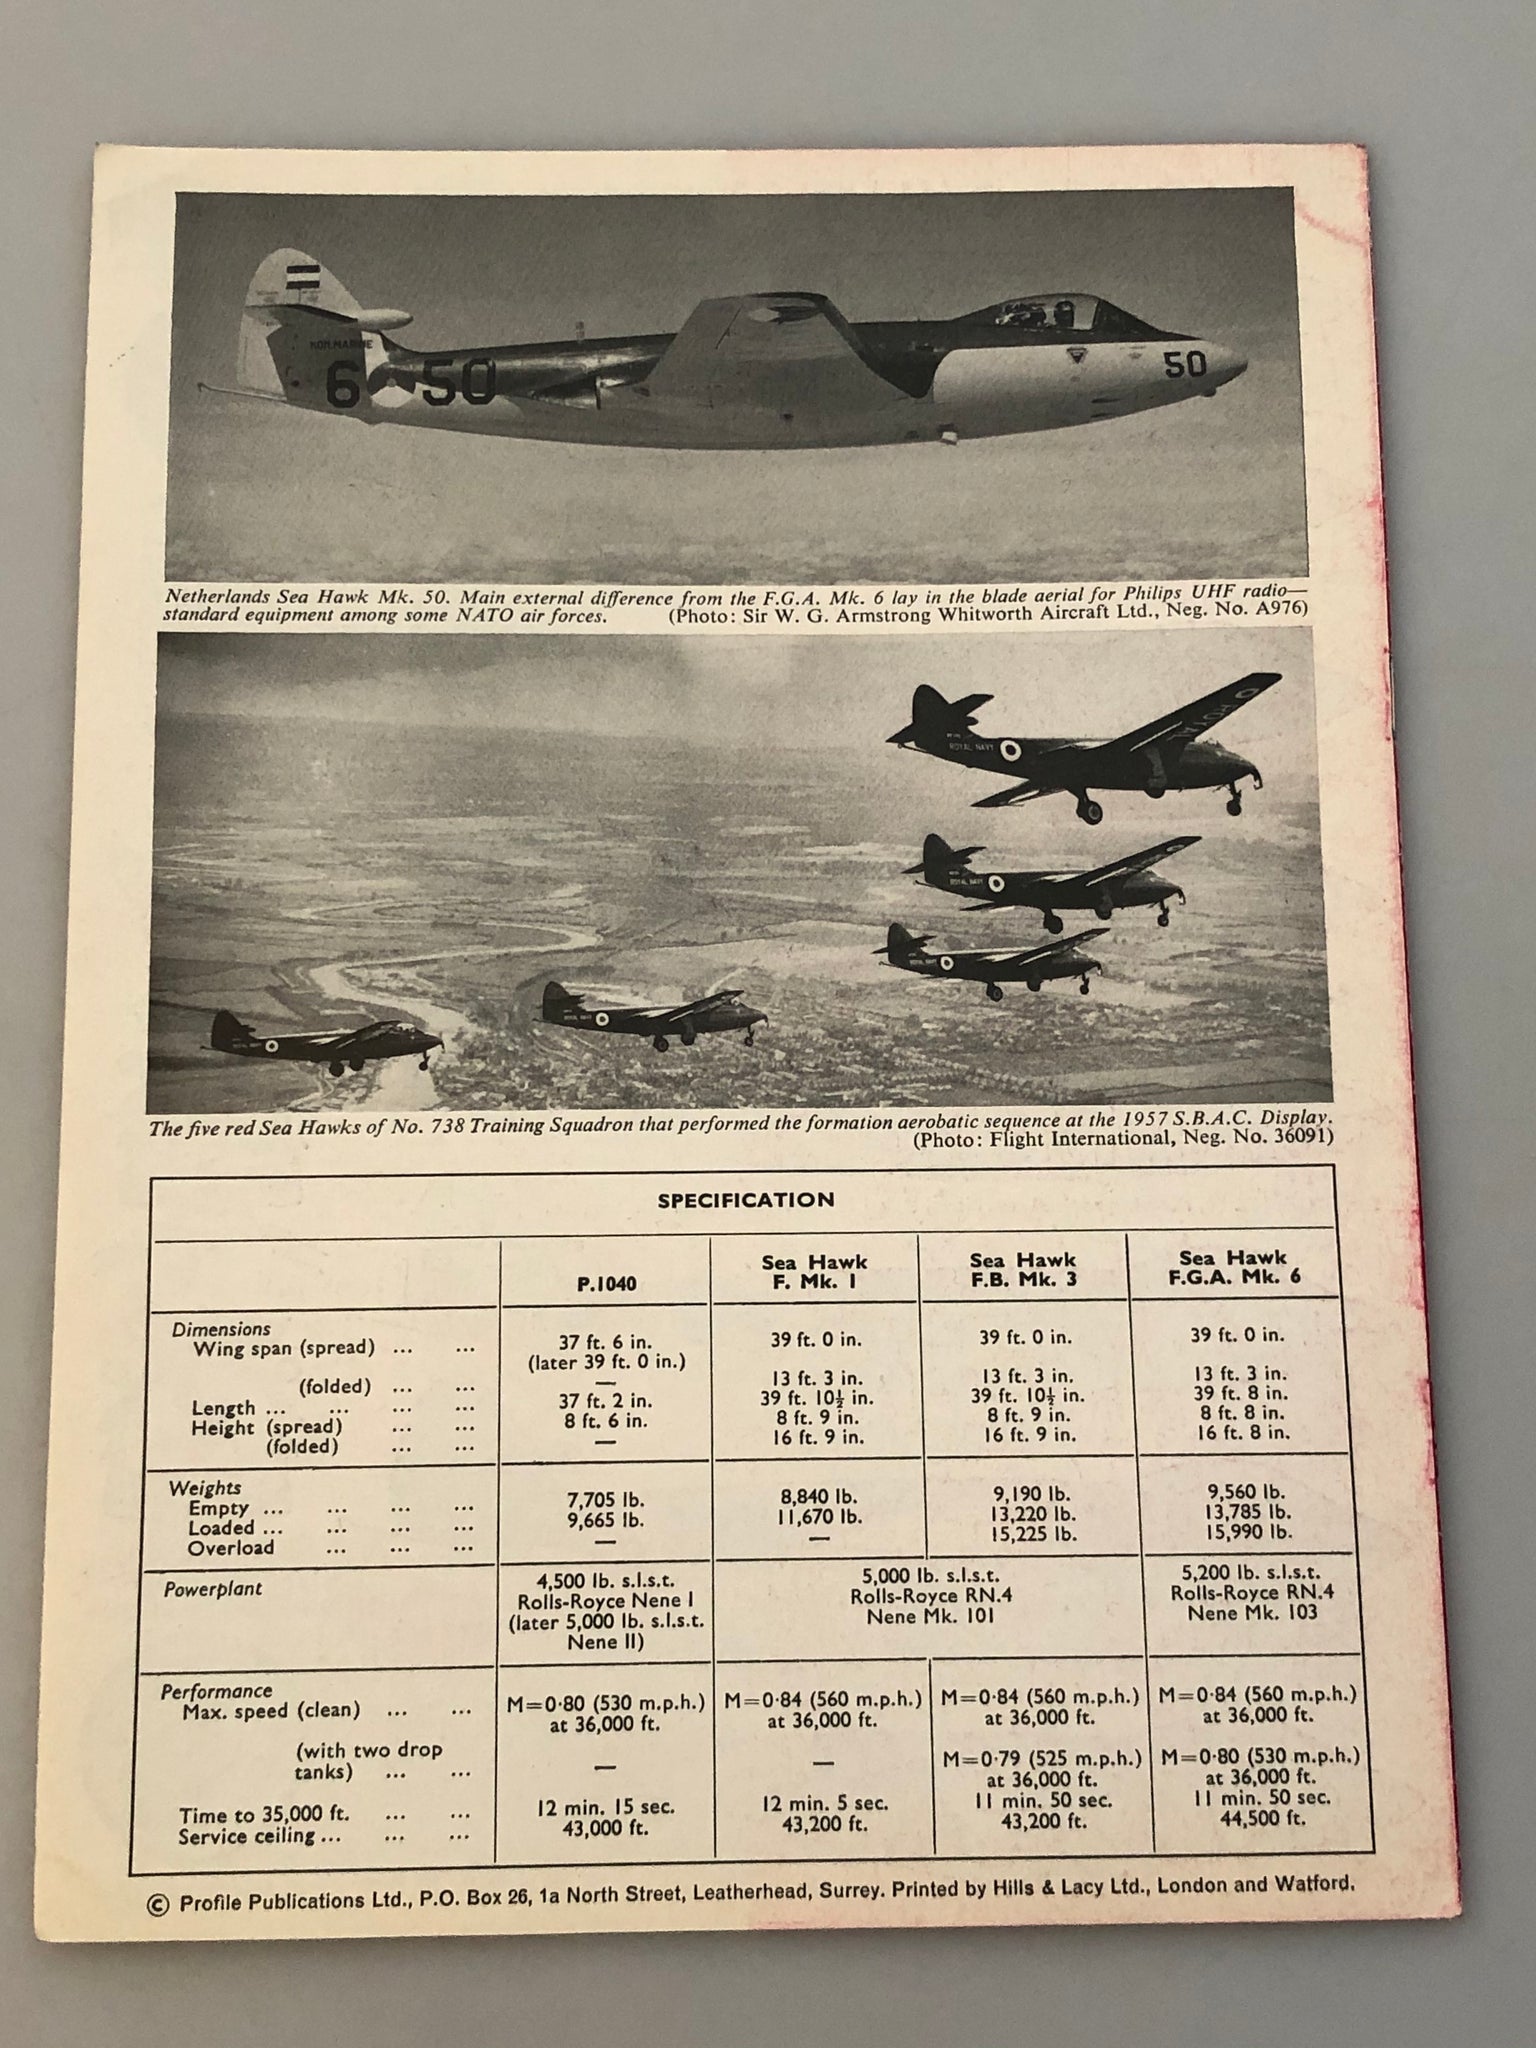 KON.MARINE
6 50
50
Netherlands Sea Hawk Mk. 50. Main external difference from the F.G.A. Mk. 6 lay in the blade aerial for Philips UHF radio—
standard equipment among some NATO air forces. (Photo: Sir W. G. Armstrong Whitworth Aircraft Ltd., Neg. No. A976)
ROYAL
ROYAL NAVY
ROYAL NAVY
ROYAL NAVY
ROYAL NAVY
ROYAL NAVY
The five red Sea Hawks of No. 738 Training Squadron that performed the formation aerobatic sequence at the 1957 S.B.A.C. Display.
(Photo: Flight International, Neg. No. 36091)
SPECIFICATION
P.1040 Sea Hawk F. Mk. 1 Sea Hawk F.B. Mk. 3 Sea Hawk F.G.A. Mk. 6
Dimensions
Wing span (spread) ... ... 37 ft. 6 in. 39 ft. 0 in. 39 ft. 0 in. 39 ft. 0 in.
(later 39 ft. 0 in.)
(folded) ... ... — 13 ft. 3 in. 13 ft. 3 in. 13 ft. 3 in.
Length ... ... ... ... 37 ft. 2 in. 39 ft. 10½ in. 39 ft. 10½ in. 39 ft. 8 in.
Height (spread) ... ... 8 ft. 6 in. 8 ft. 9 in. 8 ft. 9 in. 8 ft. 8 in.
(folded) ... ... — 16 ft. 9 in. 16 ft. 9 in. 16 ft. 8 in.
Weights
Empty ... ... ... ... 7,705 lb. 8,840 lb. 9,190 lb. 9,560 lb.
Loaded ... ... ... ... 9,665 lb. 11,670 lb. 13,220 lb. 13,785 lb.
Overload ... ... ... — — 15,225 lb. 15,990 lb.
Powerplant 4,500 lb. s.l.s.t. 5,000 lb. s.l.s.t. 5,200 lb. s.l.s.t.
Rolls-Royce Nene I Rolls-Royce RN.4 Rolls-Royce RN.4
(later 5,000 lb. s.l.s.t. Nene Mk. 101 Nene Mk. 103
Nene II)
Performance
Max. speed (clean) ... ... M=0·80 (530 m.p.h.) M=0·84 (560 m.p.h.) M=0·84 (560 m.p.h.) M=0·84 (560 m.p.h.)
at 36,000 ft. at 36,000 ft. at 36,000 ft. at 36,000 ft.
(with two drop
tanks) ... ... — — M=0·79 (525 m.p.h.) M=0·80 (530 m.p.h.)
at 36,000 ft. at 36,000 ft.
Time to 35,000 ft. ... ... 12 min. 15 sec. 12 min. 5 sec. 11 min. 50 sec. 11 min. 50 sec.
Service ceiling ... ... ... 43,000 ft. 43,200 ft. 43,200 ft. 44,500 ft.
© Profile Publications Ltd., P.O. Box 26, 1a North Street, Leatherhead, Surrey. Printed by Hills & Lacy Ltd., London and Watford.